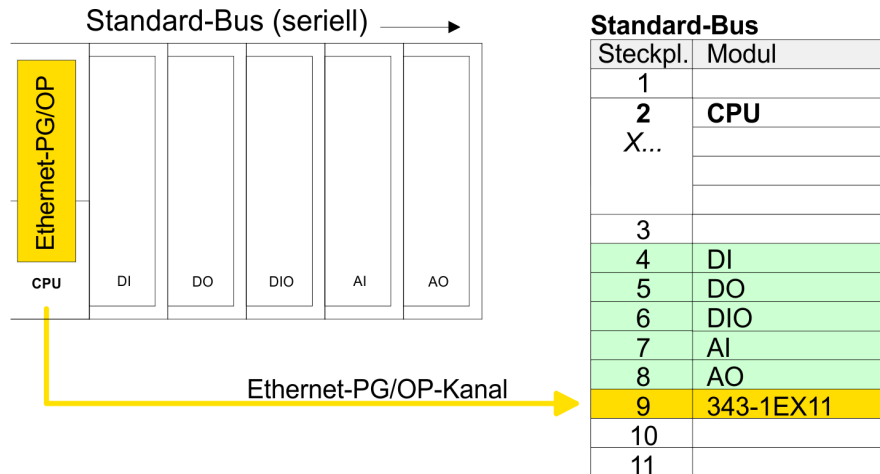 Standard-Bus (seriell)
Ethernet-PG/OP
CPU
DI
DO
DIO
AI
AO
Ethernet-PG/OP-Kanal
Standard-Bus
Steckpl. Modul
1
2 CPU
X...
3
4 DI
5 DO
6 DIO
7 AI
8 AO
9 343-1EX11
10
11